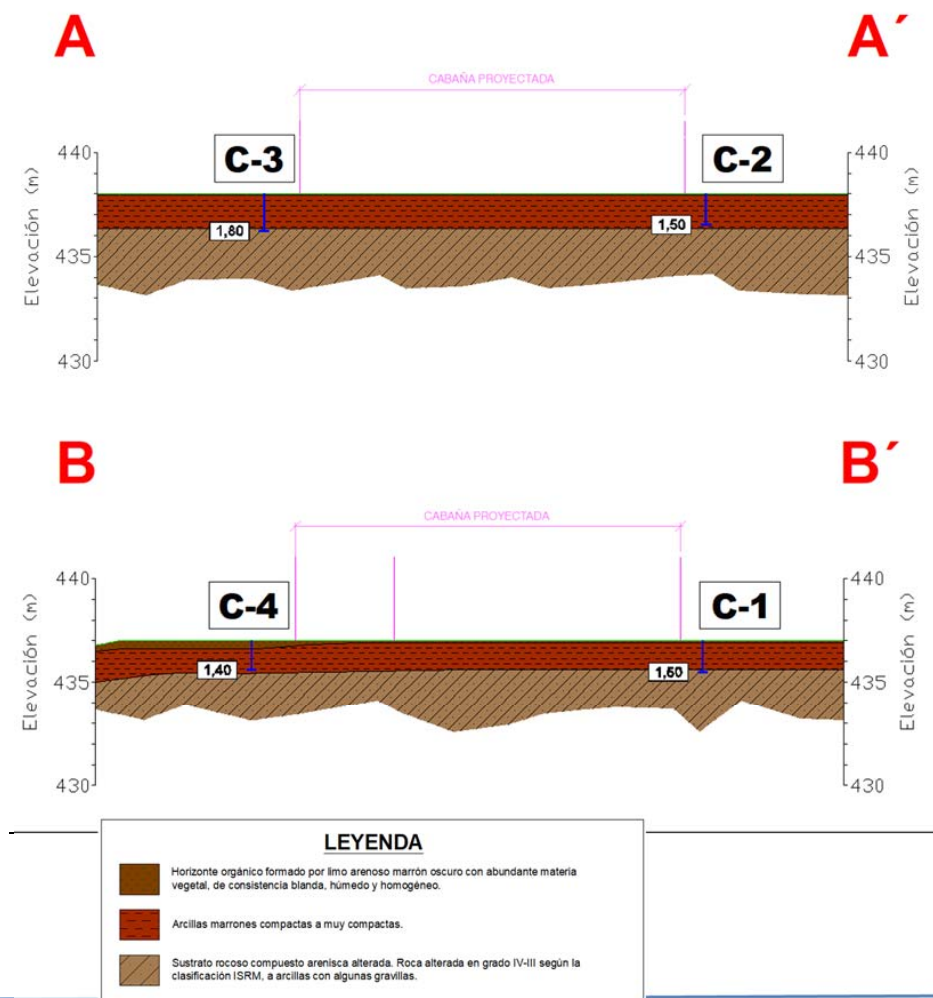 A
A´
CABAÑA PROYECTADA
C-3
C-2
440
435
430
Elevación (m)
1,80
1,50
440
435
430
Elevación (m)
B
B´
CABAÑA PROYECTADA
C-4
C-1
440
435
430
Elevación (m)
1,40
1,50
440
435
430
Elevación (m)
LEYENDA
Horizonte orgánico formado por limo arenoso marrón oscuro con abundante materia
vegetal, de consistencia blanda, húmedo y homogéneo.
Arcillas marrones compactas a muy compactas.
Sustrato rocoso compuesto arenisca alterada. Roca alterada en grado IV-III según la
clasificación ISRM, a arcillas con algunas gravillas.